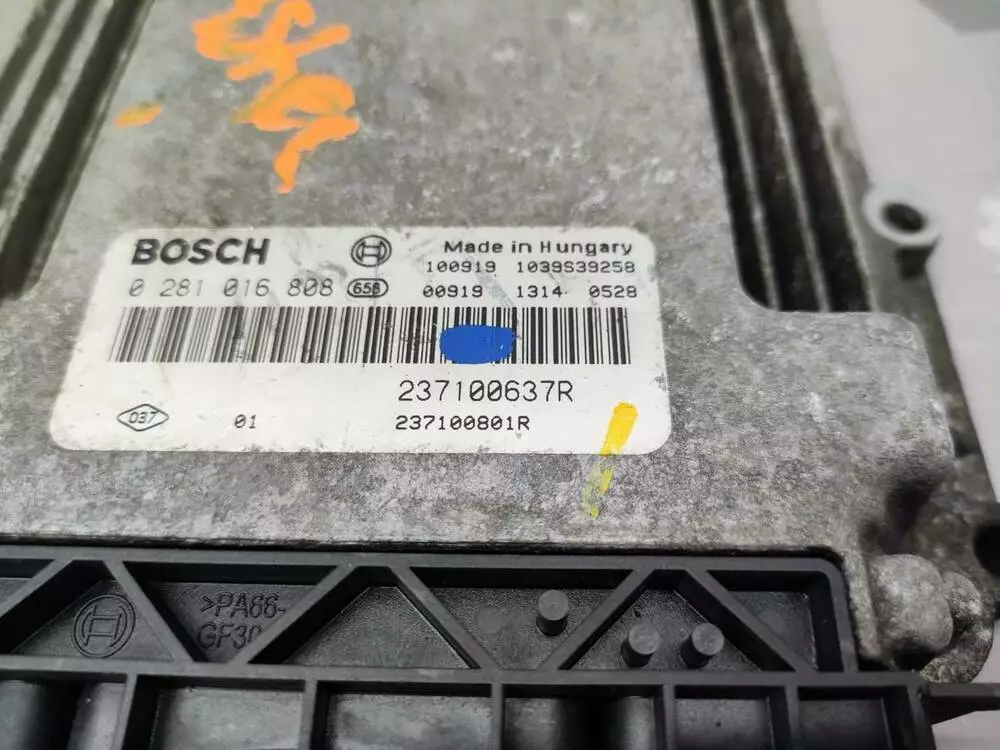 BOSCH
Made in Hungary
100919 1039S39258
0 281 016 808 658
00919 1314 0528
237100637R
037 01 237100801R
>PA66-
GF30